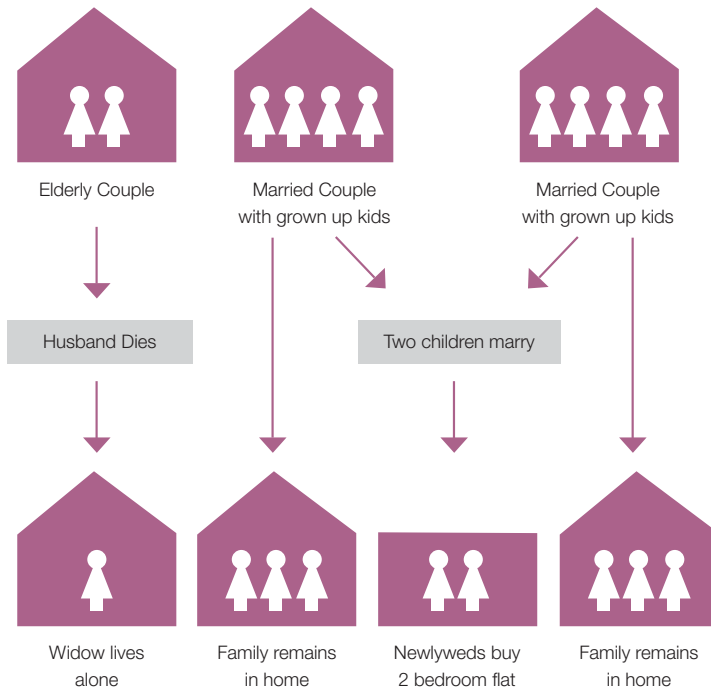 Elderly Couple
Married Couple
with grown up kids
Married Couple
with grown up kids
Husband Dies
Two children marry
Widow lives
alone
Family remains
in home
Newlyweds buy
2 bedroom flat
Family remains
in home